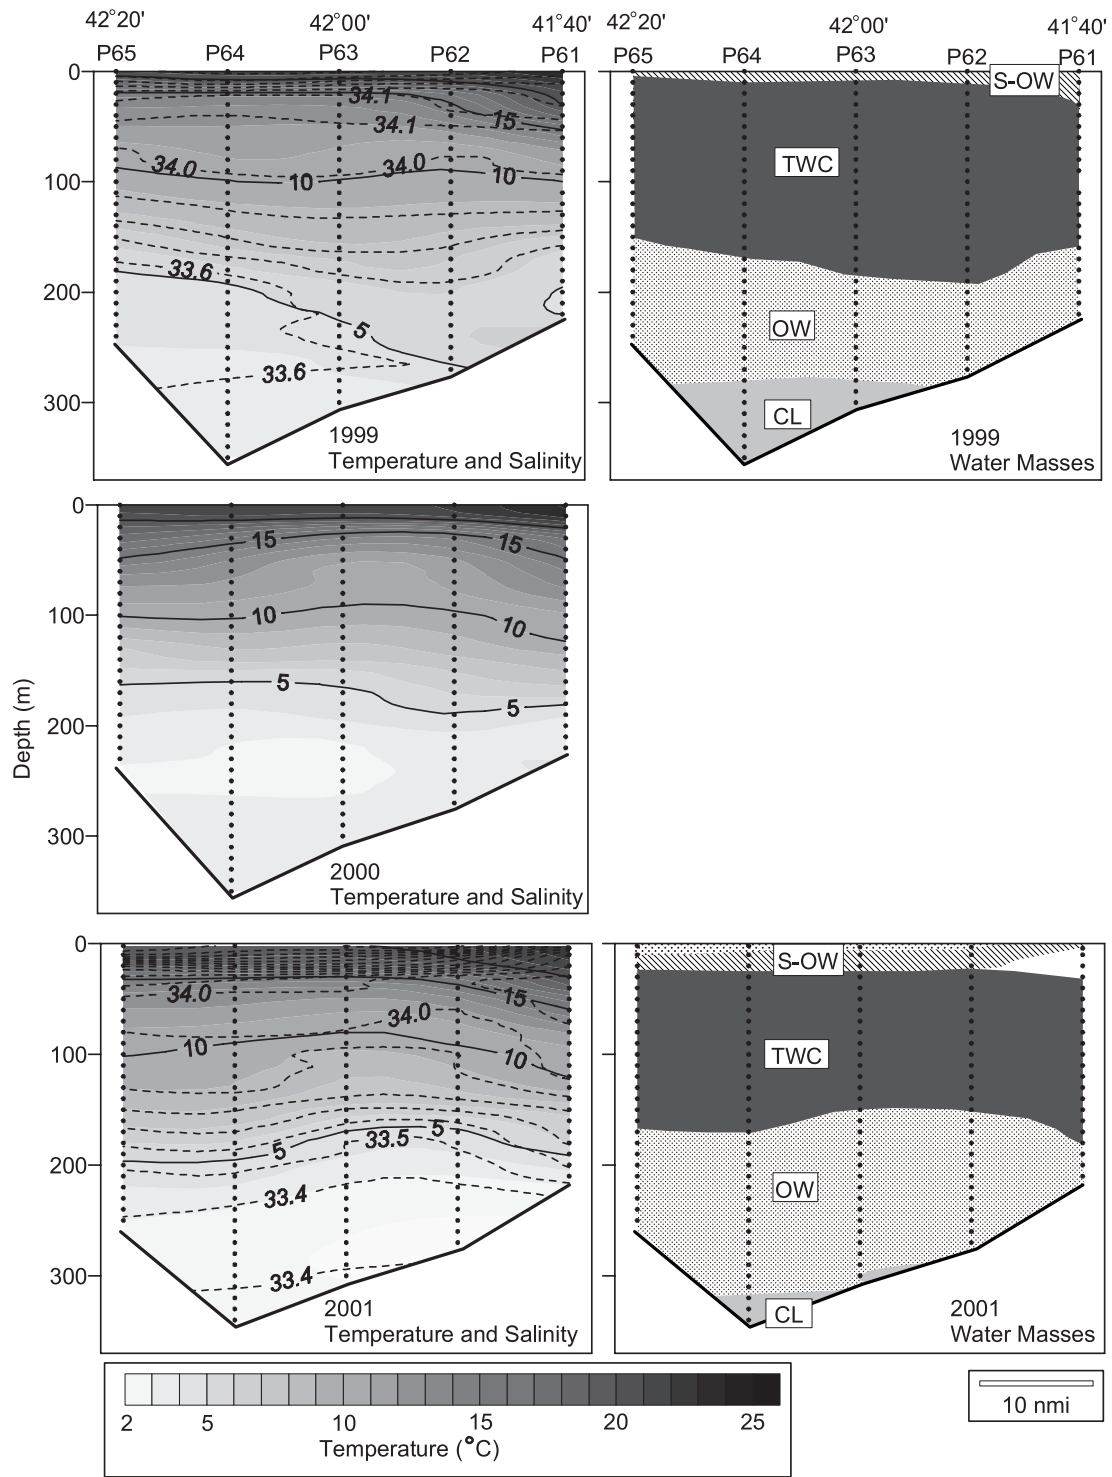 42°20' 42°00' 41°40'
P65 P64 P63 P62 P61
0
100
200
300
34.1
34.1
15
34.0
10
34.0
10
33.6
5
33.6
1999
Temperature and Salinity
42°20' 42°00' 41°40'
P65 P64 P63 P62 P61
S-OW
TWC
OW
CL
1999
Water Masses
Depth (m)
0
100
200
300
15 15
10 10
5 5
2000
Temperature and Salinity
0
100
200
300
34.0
15
34.0
10
10
5
5
33.5
33.4
33.4
2001
Temperature and Salinity
S-OW
TWC
OW
CL
2001
Water Masses
2 5 10 15 20 25
Temperature (°C)
10 nmi